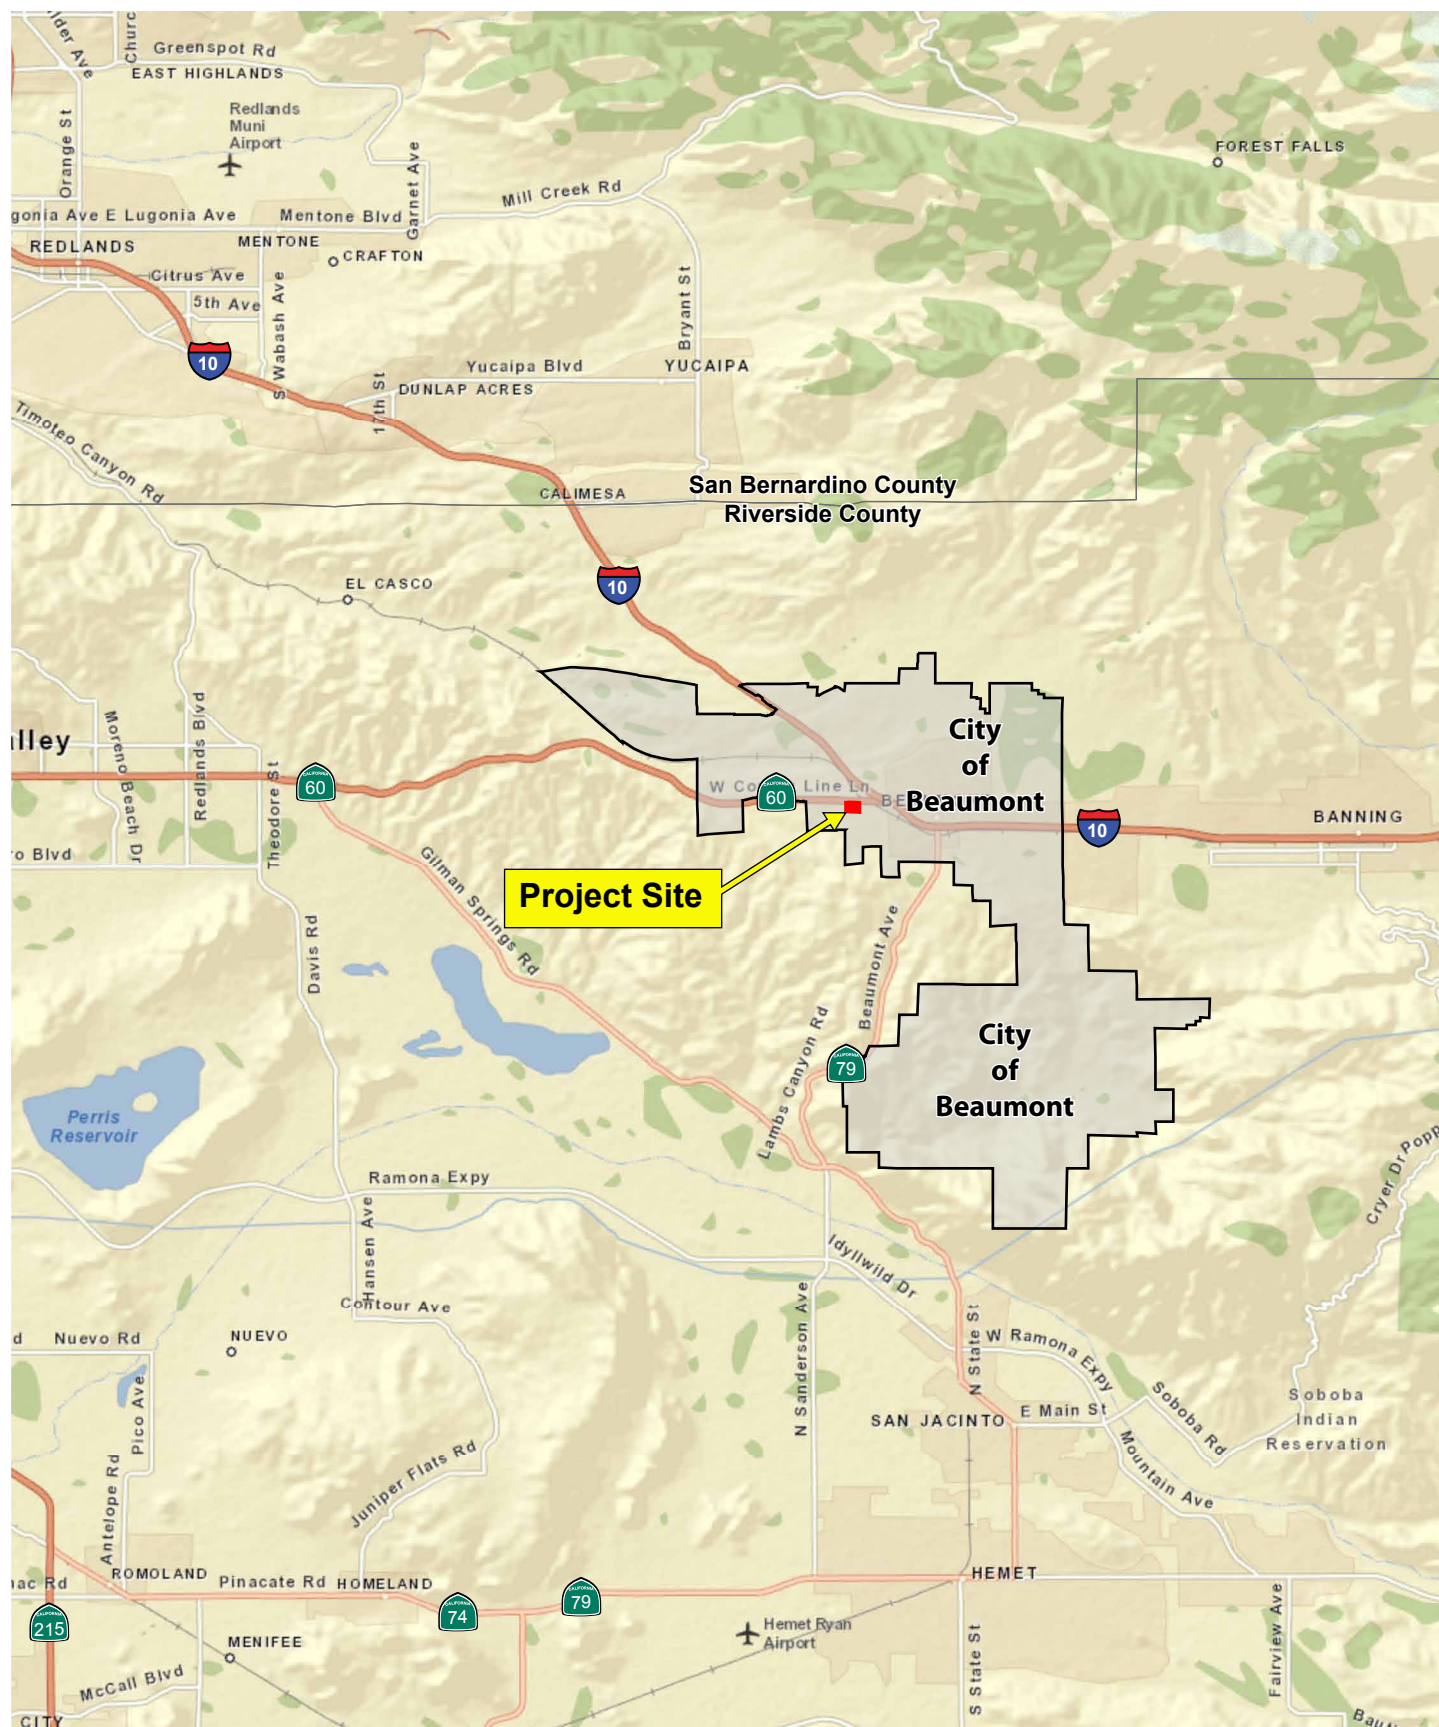 Greenspot Rd
EAST HIGHLANDS
Redlands
Muni
Airport
Orange St
Garnet Ave
FOREST FALLS
Mill Creek Rd
E Lugonia Ave
Mentone Blvd
REDLANDS
MENTONE
CRAFTON
Citrus Ave
5th Ave
S Wabash Ave
Bryant St
10
Yucaipa Blvd
YUCAIPA
DUNLAP ACRES
17th St
Timoteo Canyon Rd
CALIMESA
San Bernardino County
Riverside County
EL CASCO
10
Moreno Beach Dr
Redlands Blvd
Theodore St
CALIFORNIA
60
Line Ln
CALIFORNIA
60
City
of
Beaumont
10
BANNING
Project Site
Gilman Springs Rd
Davis Rd
Beaumont Ave
Lambs Canyon Rd
CALIFORNIA
79
City
of
Beaumont
Perris
Reservoir
Ramona Expy
Hansen Ave
Cryer Dr
Idyllwild Dr
Contour Ave
Nuevo Rd
NUEVO
N Sanderson Ave
N State St
W Ramona Expy
Pico Ave
SAN JACINTO
E Main St
Soboba Rd
Soboba
Indian
Reservation
Mountain Ave
Antelope Rd
Juniper Flats Rd
ROMOLAND
Pinacate Rd
HOMELAND
HEMET
CALIFORNIA
215
CALIFORNIA
74
CALIFORNIA
79
Hemet Ryan
Airport
MENIFEE
McCall Blvd
S State St
Fairview Ave
CITY